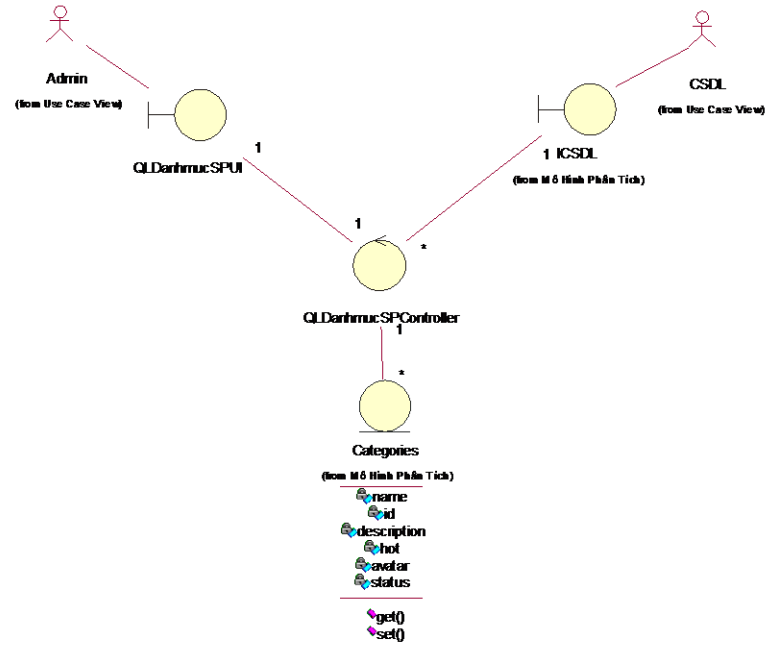 Admin
(from Use Case View)
CSDL
(from Use Case View)
QLDanhmucSPUI
1
1 ICSDL
(from Mô Hình Phân Tích)
1
*
QLDanhmucSPController
1
*
Categories
(from Mô Hình Phân Tích)
name
id
description
hot
avatar
status
get()
set()